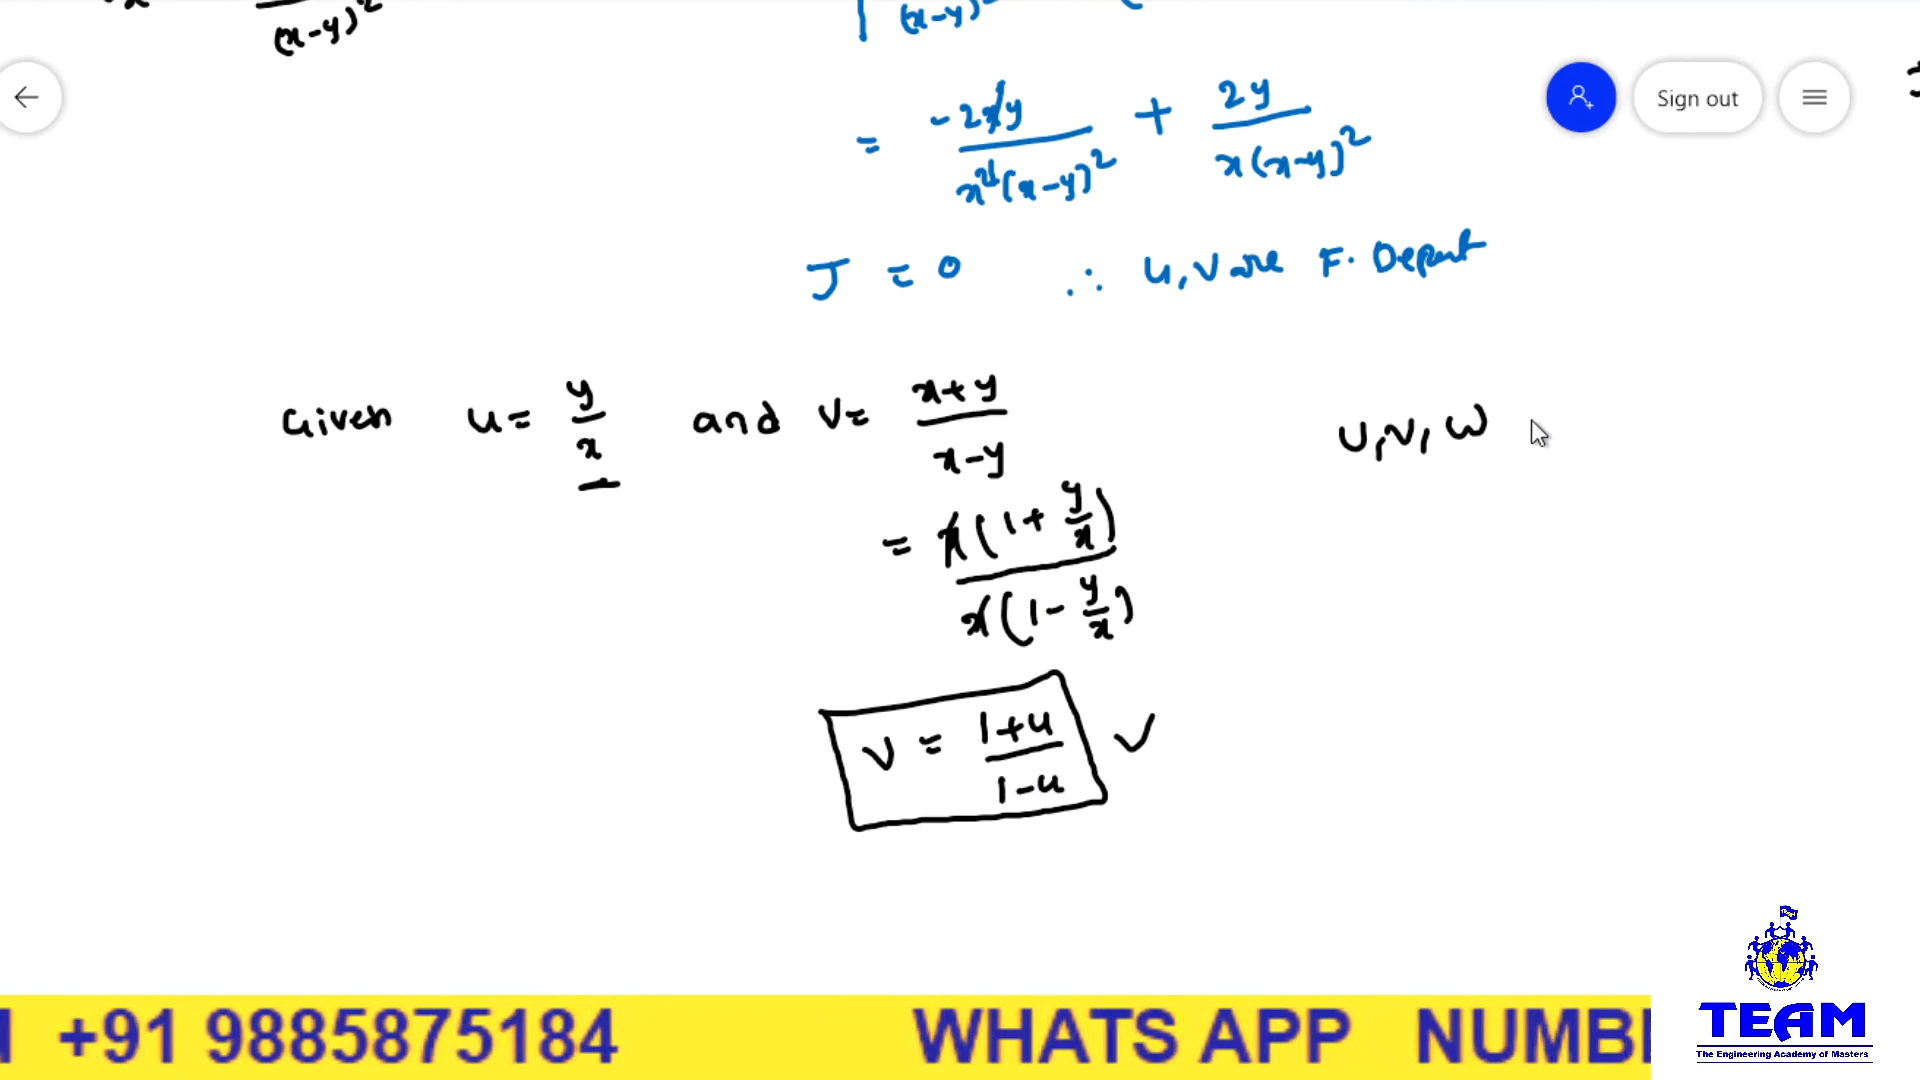 (x-y)²
(x-y)
Sign out
= -2xy / x²(x-y)² + 2y / x(x-y)²
J = 0 ∴ u, v are F. Depent
Given u = y/x and v = x+y / x-y
u, v, w
= x(1 + y/x) / x(1 - y/x)
v = 1+u / 1-u
+91 9885875184 WHATS APP NUMB
TEAM
The Engineering Academy of Masters